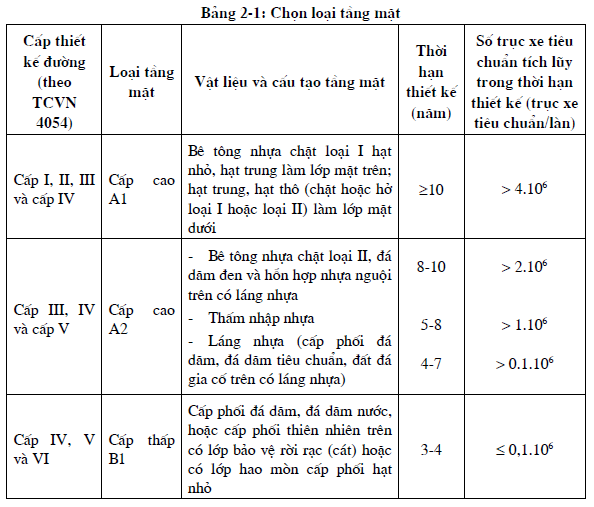 Bảng 2-1: Chọn loại tầng mặt
Cấp thiết
kế đường
(theo
TCVN
4054)
Loại tầng
mặt
Vật liệu và cấu tạo tầng mặt
Thời
hạn
thiết kế
(năm)
Số trục xe tiêu
chuẩn tích lũy
trong thời hạn
thiết kế (trục xe
tiêu chuẩn/làn)
Cấp I, II, III
và cấp IV
Cấp cao
A1
Bê tông nhựa chặt loại I hạt
nhỏ, hạt trung làm lớp mặt trên;
hạt trung, hạt thô (chặt hoặc hở
loại I hoặc loại II) làm lớp mặt
dưới
≥10
> 4.10⁶
Cấp III, IV
và cấp V
Cấp cao
A2
- Bê tông nhựa chặt loại II, đá
dăm đen và hỗn hợp nhựa nguội
trên có láng nhựa
8-10
> 2.10⁶
- Thấm nhập nhựa
5-8
> 1.10⁶
- Láng nhựa (cấp phối đá
dăm, đá dăm tiêu chuẩn, đất đá
gia cố trên có láng nhựa)
4-7
> 0.1.10⁶
Cấp IV, V
và VI
Cấp thấp
B1
Cấp phối đá dăm, đá dăm nước,
hoặc cấp phối thiên nhiên trên
có lớp bảo vệ rời rạc (cát) hoặc
có lớp hao mòn cấp phối hạt
nhỏ
3-4
≤ 0,1.10⁶